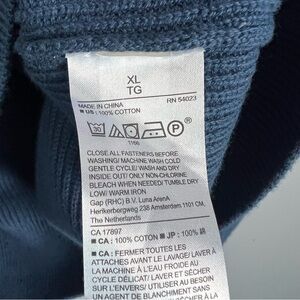 XL
TG
MADE IN CHINA RN 54023
■ US : 100% COTTON
30 P
1166
CLOSE ALL FASTENERS BEFORE
WASHING/ MACHINE WASH COLD
GENTLE CYCLE/ WASH AND DRY
INSIDE OUT/ ONLY NON-CHLORINE
BLEACH WHEN NEEDED/ TUMBLE DRY
LOW/ WARM IRON
Gap (RHC) B.V. Luna ArenA
Herikerbergweg 238 Amsterdam 1101 CM,
The Netherlands
CA 17897
■ CA : 100% COTON ■ JP : 100% 綿
■ CA : FERMER TOUTES LES
ATTACHES AVANT LE LAVAGE/ LAVER À
LA MACHINE À L'EAU FROIDE AU
CYCLE DÉLICAT/ LAVER ET SÉCHER
À L'ENVERS/ AU BESOIN UTILISER
UN AGENT DE BLANCHIMENT SANS